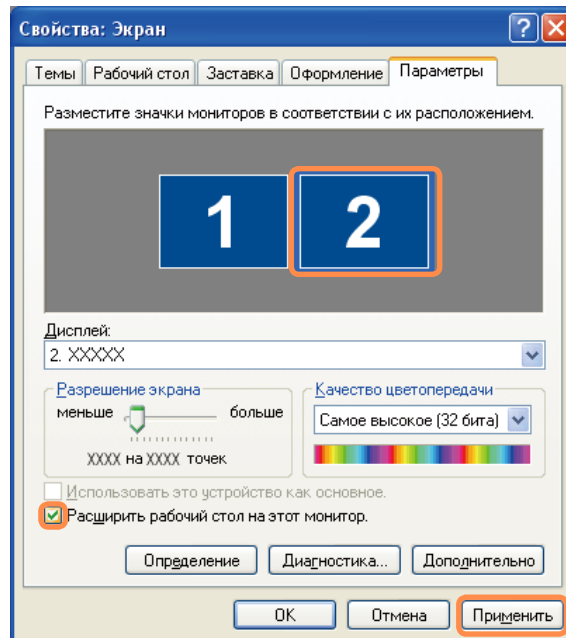 Свойства: Экран
Темы Рабочий стол Заставка Оформление Параметры
Разместите значки мониторов в соответствии с их расположением.
1 2
Дисплей:
2. XXXXX
Разрешение экрана Качество цветопередачи
меньше больше Самое высокое (32 бита)
XXXX на XXXX точек
Использовать это устройство как основное.
Расширить рабочий стол на этот монитор.
Определение Диагностика... Дополнительно
OK Отмена Применить